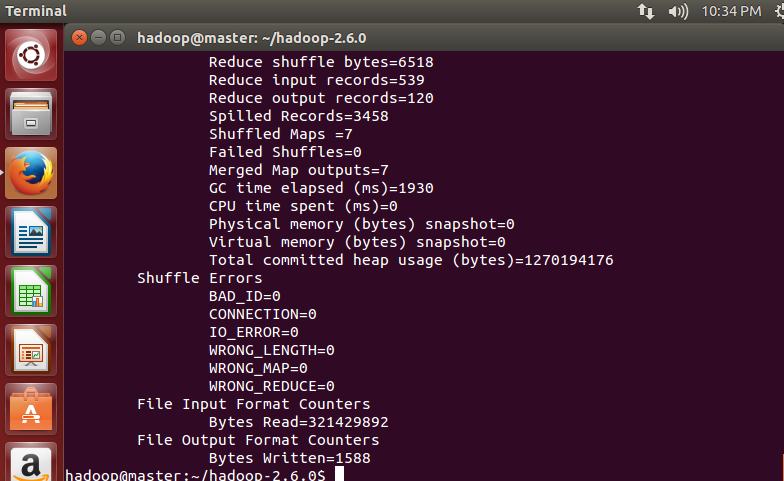 Terminal
10:34 PM
hadoop@master: ~/hadoop-2.6.0
Reduce shuffle bytes=6518
Reduce input records=539
Reduce output records=120
Spilled Records=3458
Shuffled Maps =7
Failed Shuffles=0
Merged Map outputs=7
GC time elapsed (ms)=1930
CPU time spent (ms)=0
Physical memory (bytes) snapshot=0
Virtual memory (bytes) snapshot=0
Total committed heap usage (bytes)=1270194176
Shuffle Errors
BAD_ID=0
CONNECTION=0
IO_ERROR=0
WRONG_LENGTH=0
WRONG_MAP=0
WRONG_REDUCE=0
File Input Format Counters
Bytes Read=321429892
File Output Format Counters
Bytes Written=1588
hadoop@master:~/hadoop-2.6.0$